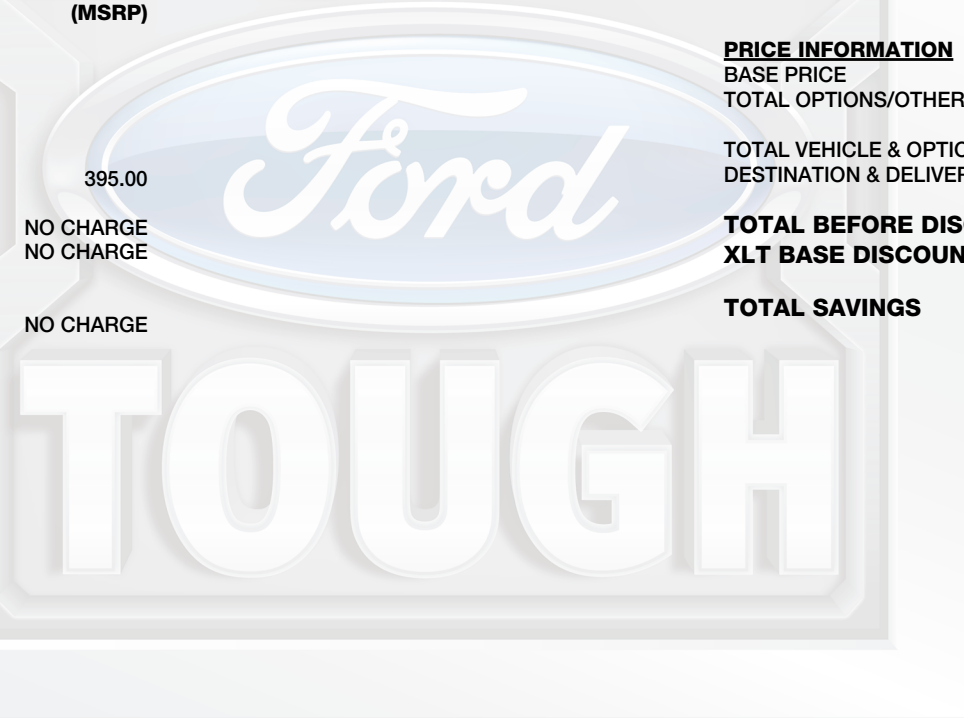 (MSRP)
395.00
NO CHARGE
NO CHARGE
NO CHARGE
PRICE INFORMATION
BASE PRICE
TOTAL OPTIONS/OTHER
TOTAL VEHICLE & OPTIO
DESTINATION & DELIVER
TOTAL BEFORE DIS
XLT BASE DISCOUN
TOTAL SAVINGS
Ford
TOUGH